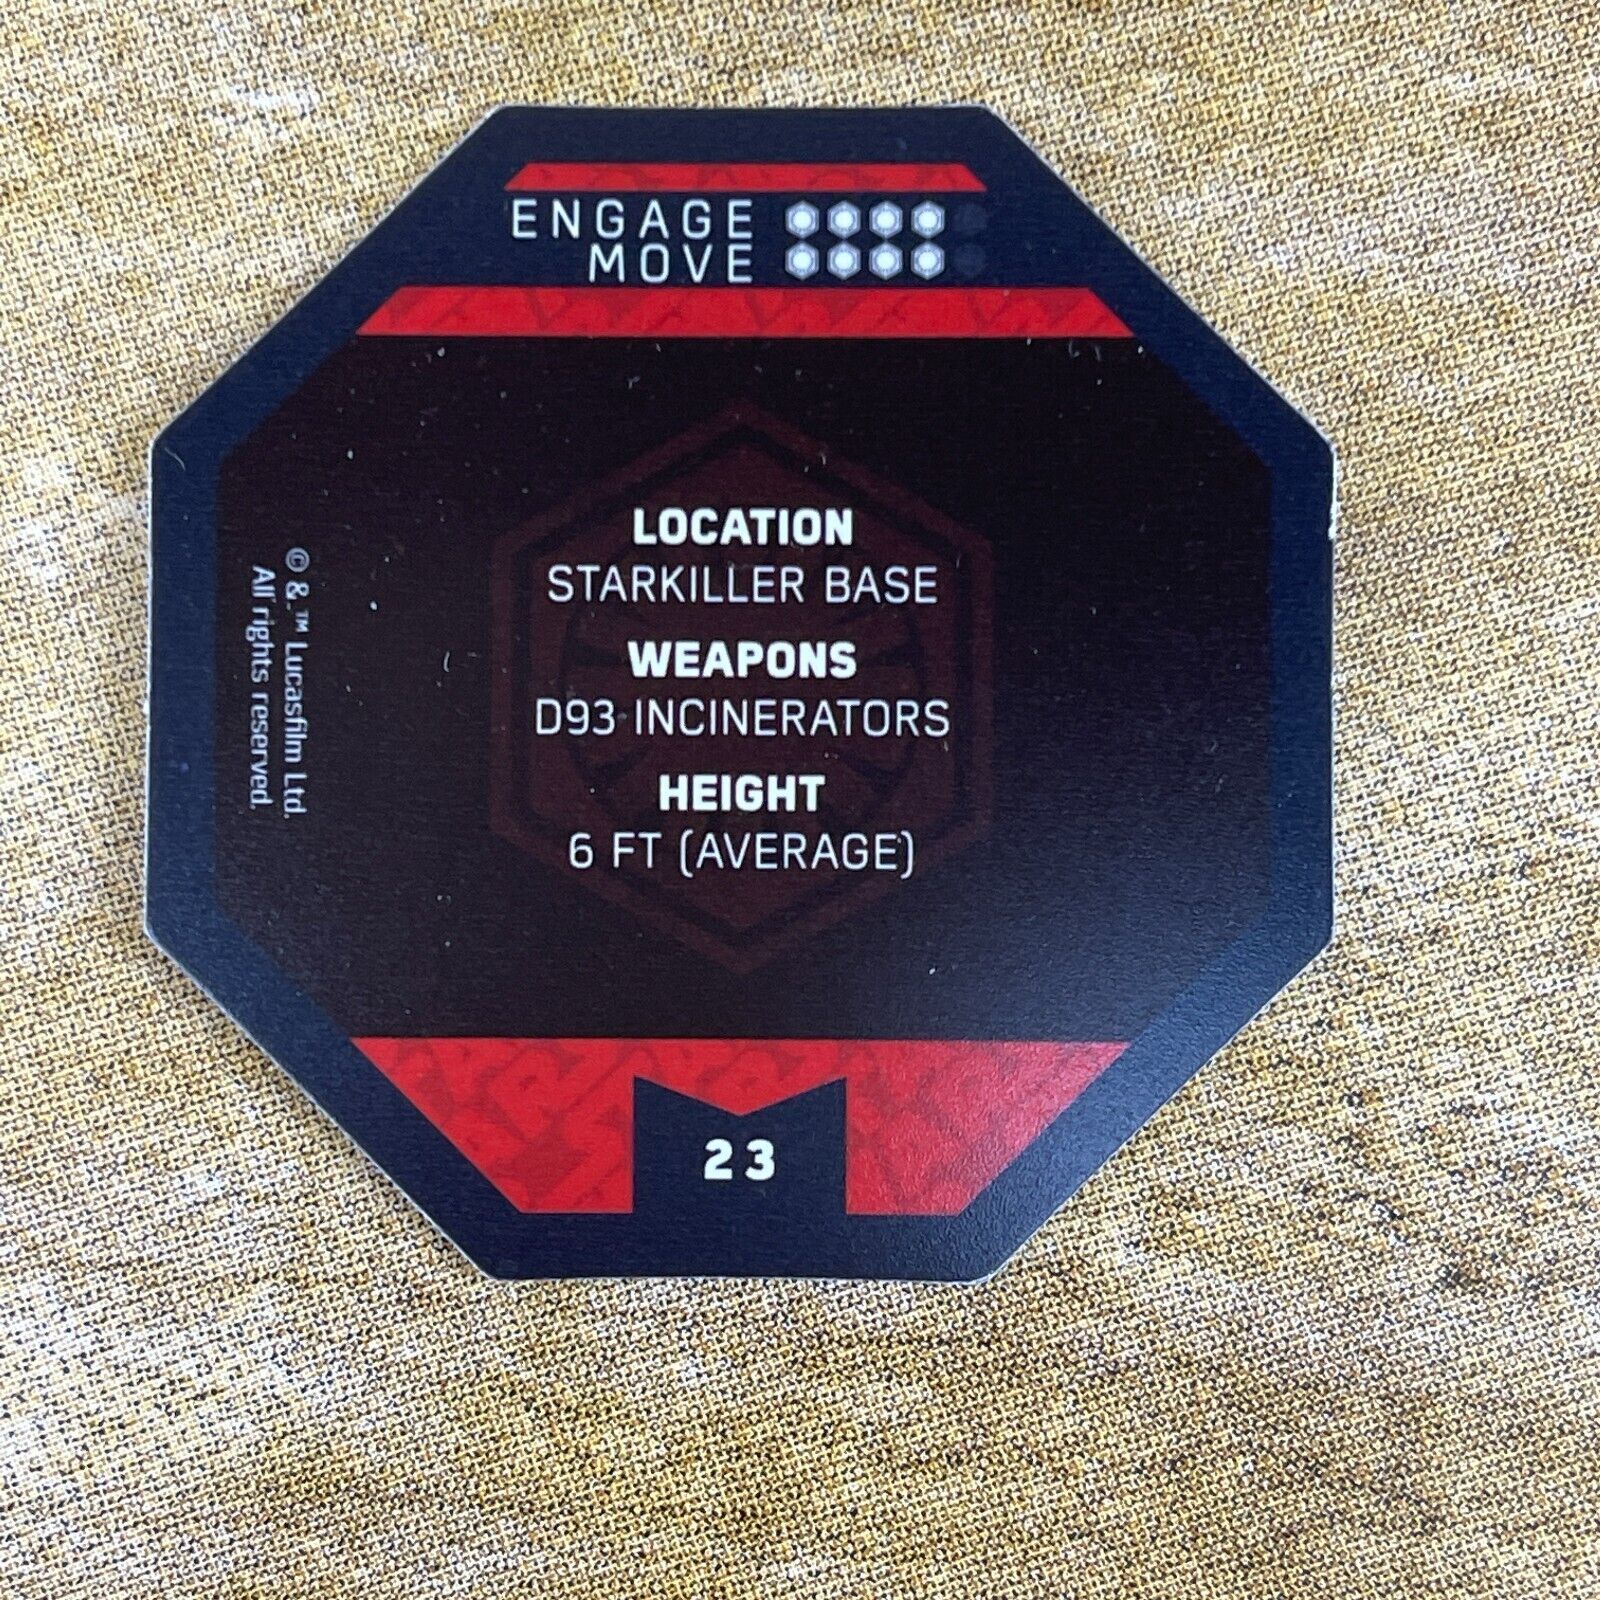 ENGAGE
MOVE
LOCATION
STARKILLER BASE
WEAPONS
D93 INCINERATORS
HEIGHT
6 FT (AVERAGE)
© & ™ Lucasfilm Ltd.
All rights reserved.
23